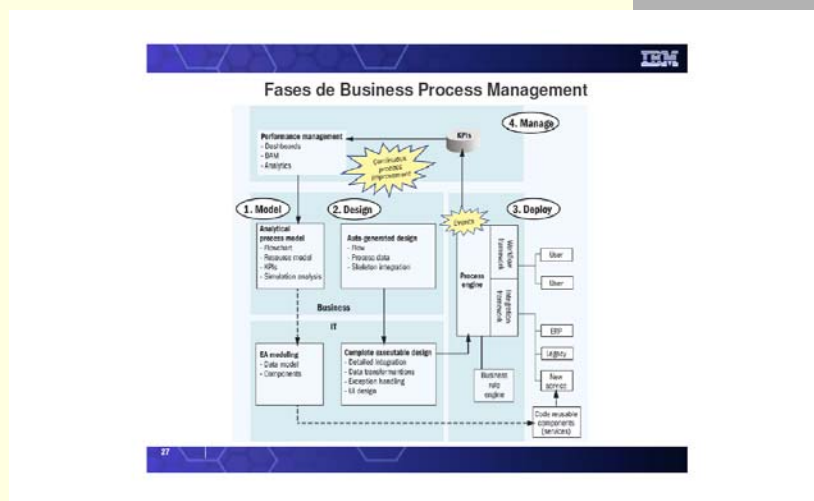 IBM
Fases de Business Process Management
4. Manage
KPIs
Performance management
- Dashboards
- BAM
- Analytics
Continuous
process
improvement
1. Model
2. Design
3. Deploy
Events
Analytical
process model
- Flowchart
- Resource model
- KPIs
- Simulation analysis
Auto-generated design
- Flow
- Process data
- Skeleton integration
Process
engine
Workflow
framework
Integration
framework
User
User
Business
IT
ERP
Legacy
New
service
EA modeling
- Data model
- Components
Complete executable design
- Detailed integration
- Data transformentions
- Exception handling
- UI design
Business
rule
engine
Code reusable
components
(services)
27